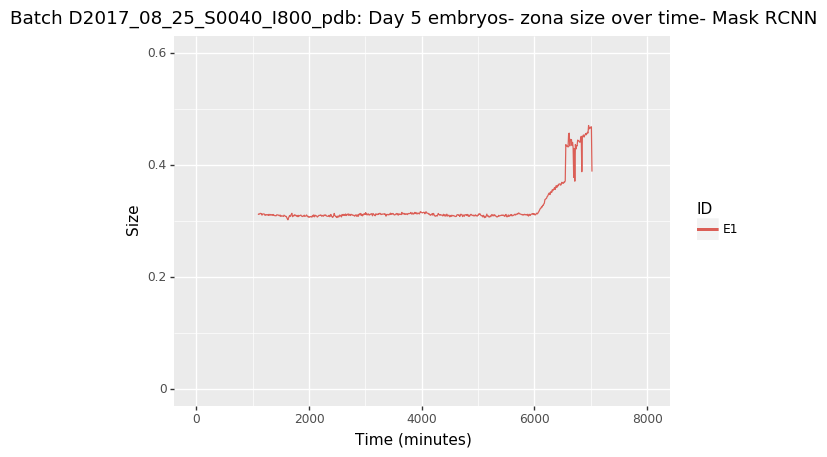 Batch D2017_08_25_S0040_I800_pdb: Day 5 embryos- zona size over time- Mask RCNN
0.6
0.4
0.2
0
Size
0 2000 4000 6000 8000
Time (minutes)
ID
E1